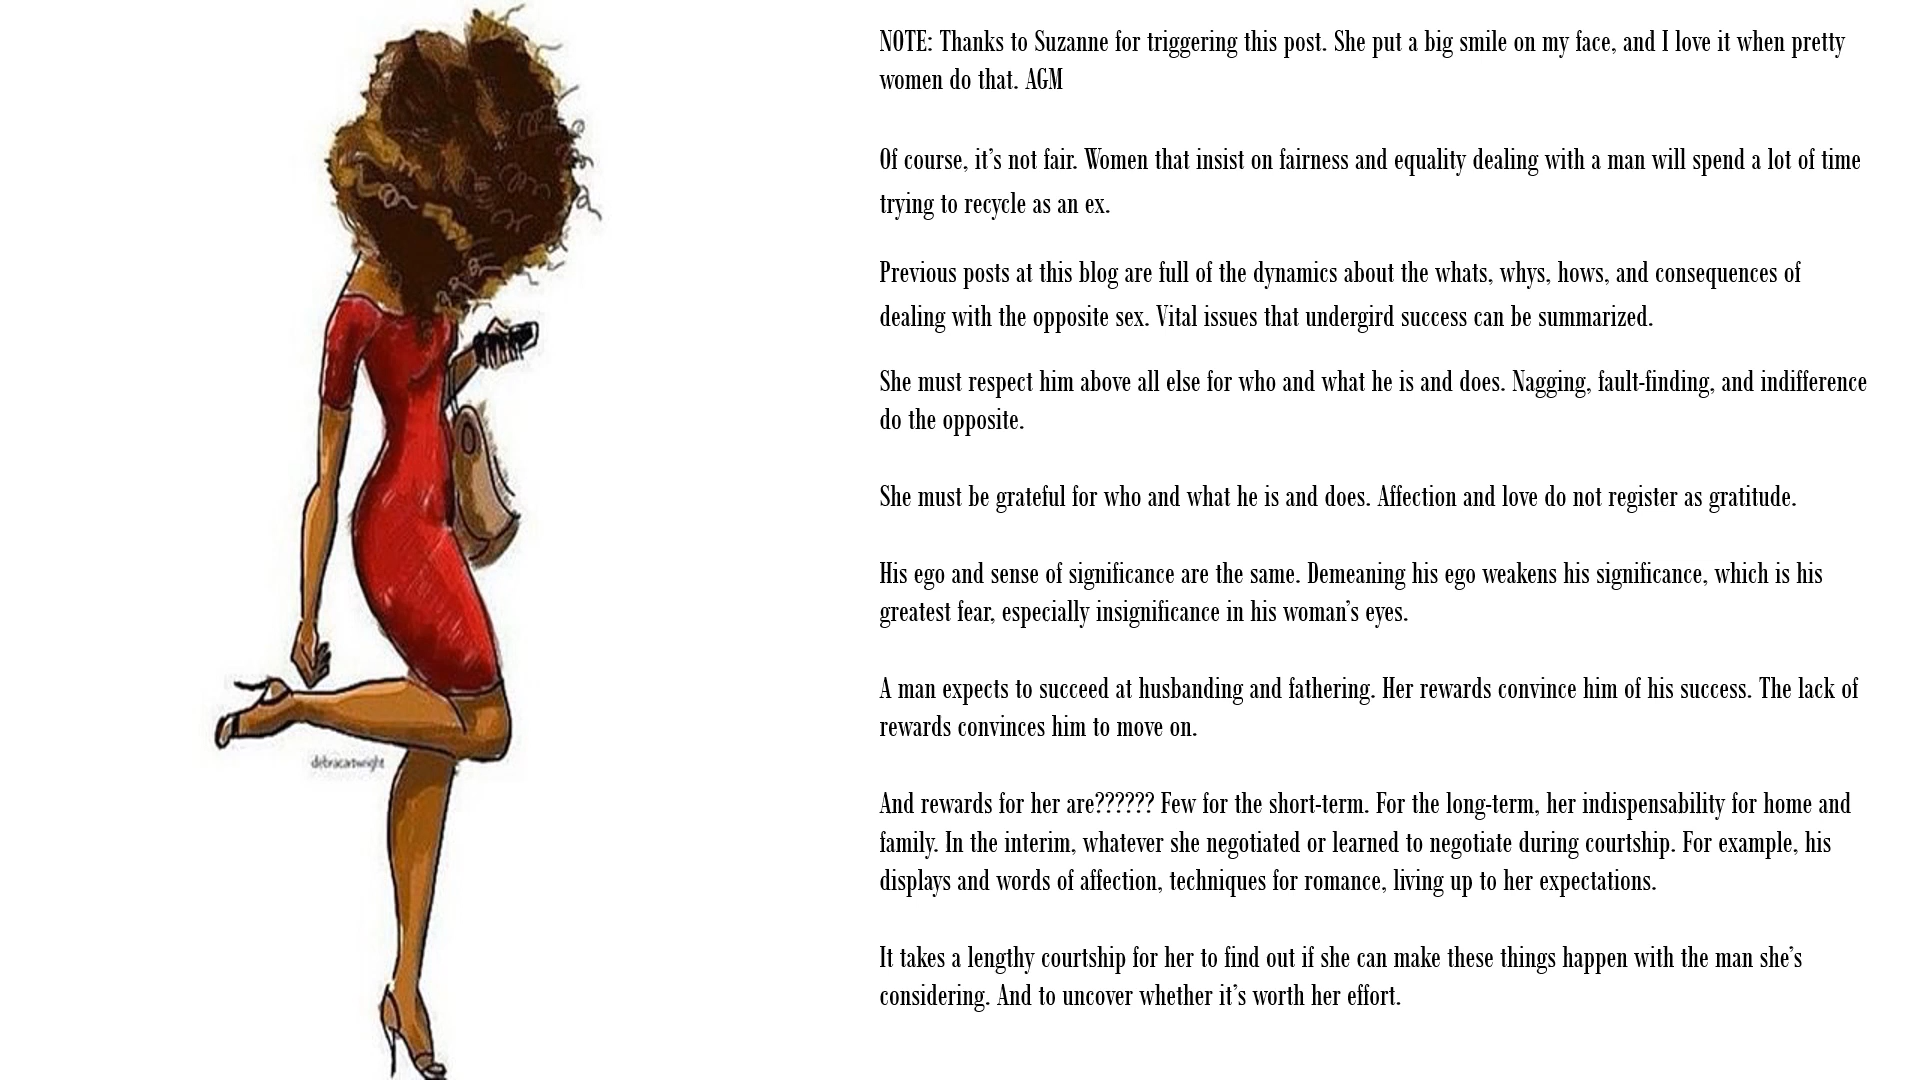 NOTE: Thanks to Suzanne for triggering this post. She put a big smile on my face, and I love it when pretty
women do that. AGM
Of course, it’s not fair. Women that insist on fairness and equality dealing with a man will spend a lot of time
trying to recycle as an ex.
Previous posts at this blog are full of the dynamics about the whats, whys, hows, and consequences of
dealing with the opposite sex. Vital issues that undergird success can be summarized.
She must respect him above all else for who and what he is and does. Nagging, fault-finding, and indifference
do the opposite.
She must be grateful for who and what he is and does. Affection and love do not register as gratitude.
His ego and sense of significance are the same. Demeaning his ego weakens his significance, which is his
greatest fear, especially insignificance in his woman’s eyes.
A man expects to succeed at husbanding and fathering. Her rewards convince him of his success. The lack of
rewards convinces him to move on.
And rewards for her are?????? Few for the short-term. For the long-term, her indispensability for home and
family. In the interim, whatever she negotiated or learned to negotiate during courtship. For example, his
displays and words of affection, techniques for romance, living up to her expectations.
It takes a lengthy courtship for her to find out if she can make these things happen with the man she’s
considering. And to uncover whether it’s worth her effort.
debracartwright